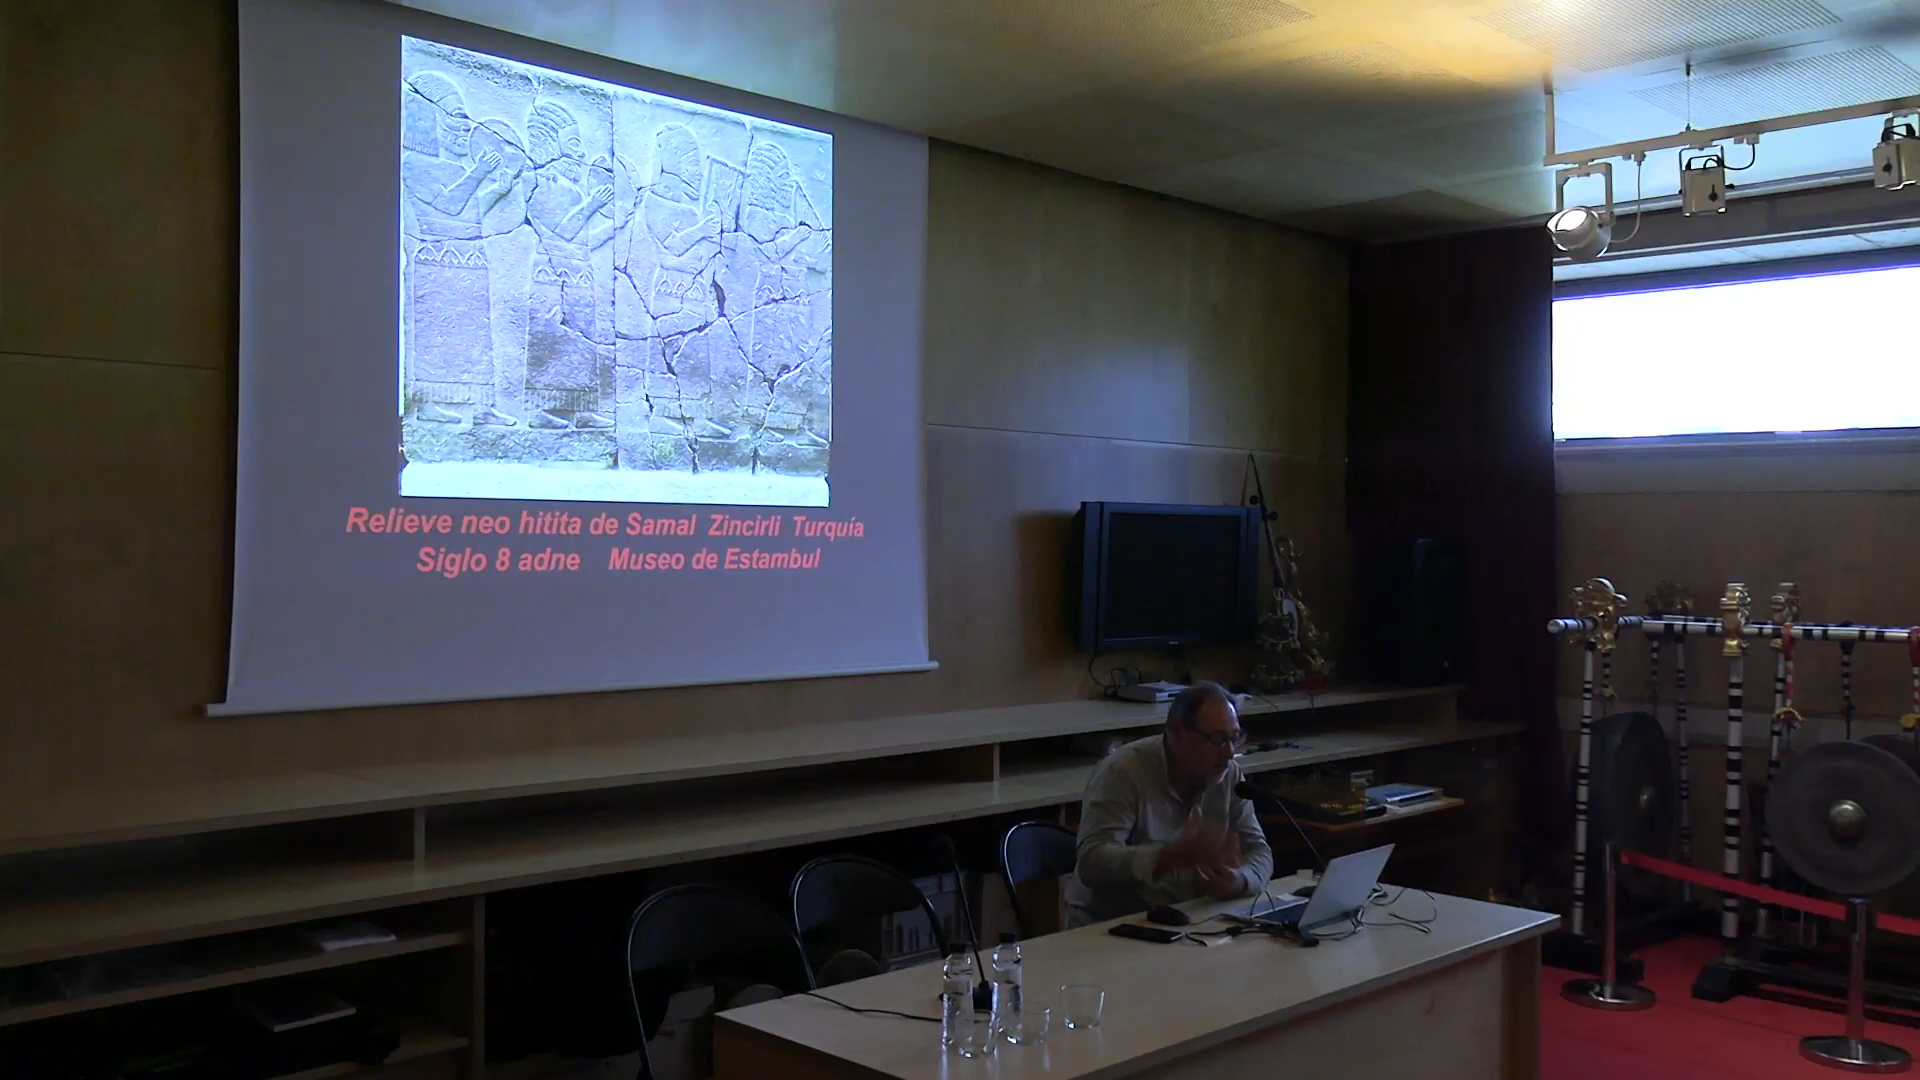 Relieve neo hitita de Samal Zincirli Turquía
Siglo 8 adne Museo de Estambul